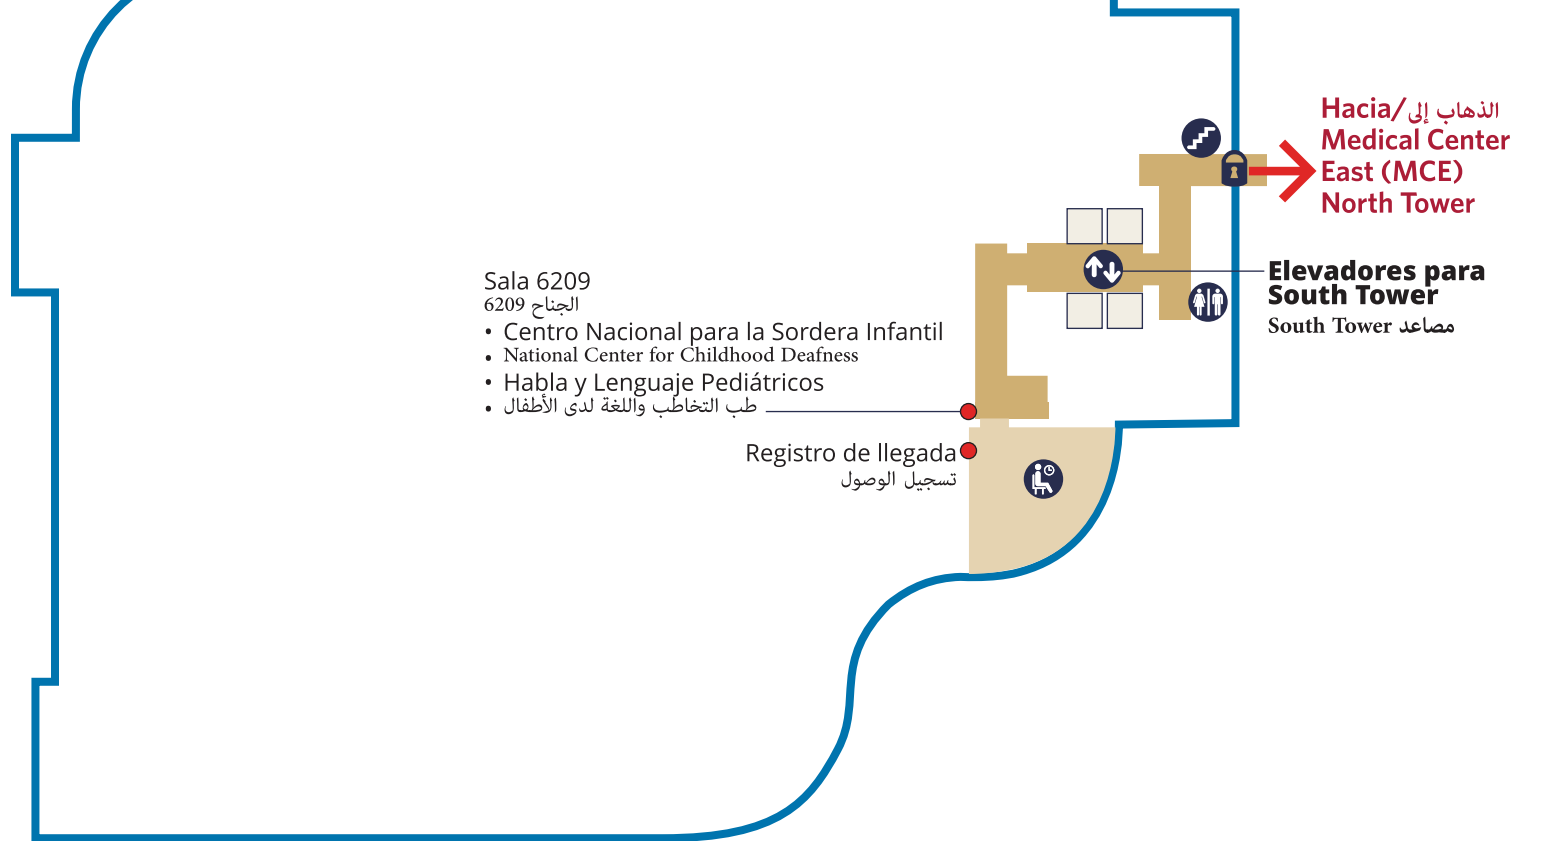 Hacia/الذهاب إلى
Medical Center
East (MCE)
North Tower
Elevadores para
South Tower
مصاعد South Tower
Sala 6209
الجناح 6209
• Centro Nacional para la Sordera Infantil
• National Center for Childhood Deafness
• Habla y Lenguaje Pediátricos
• طب التخاطب واللغة لدى الأطفال
Registro de llegada
تسجيل الوصول